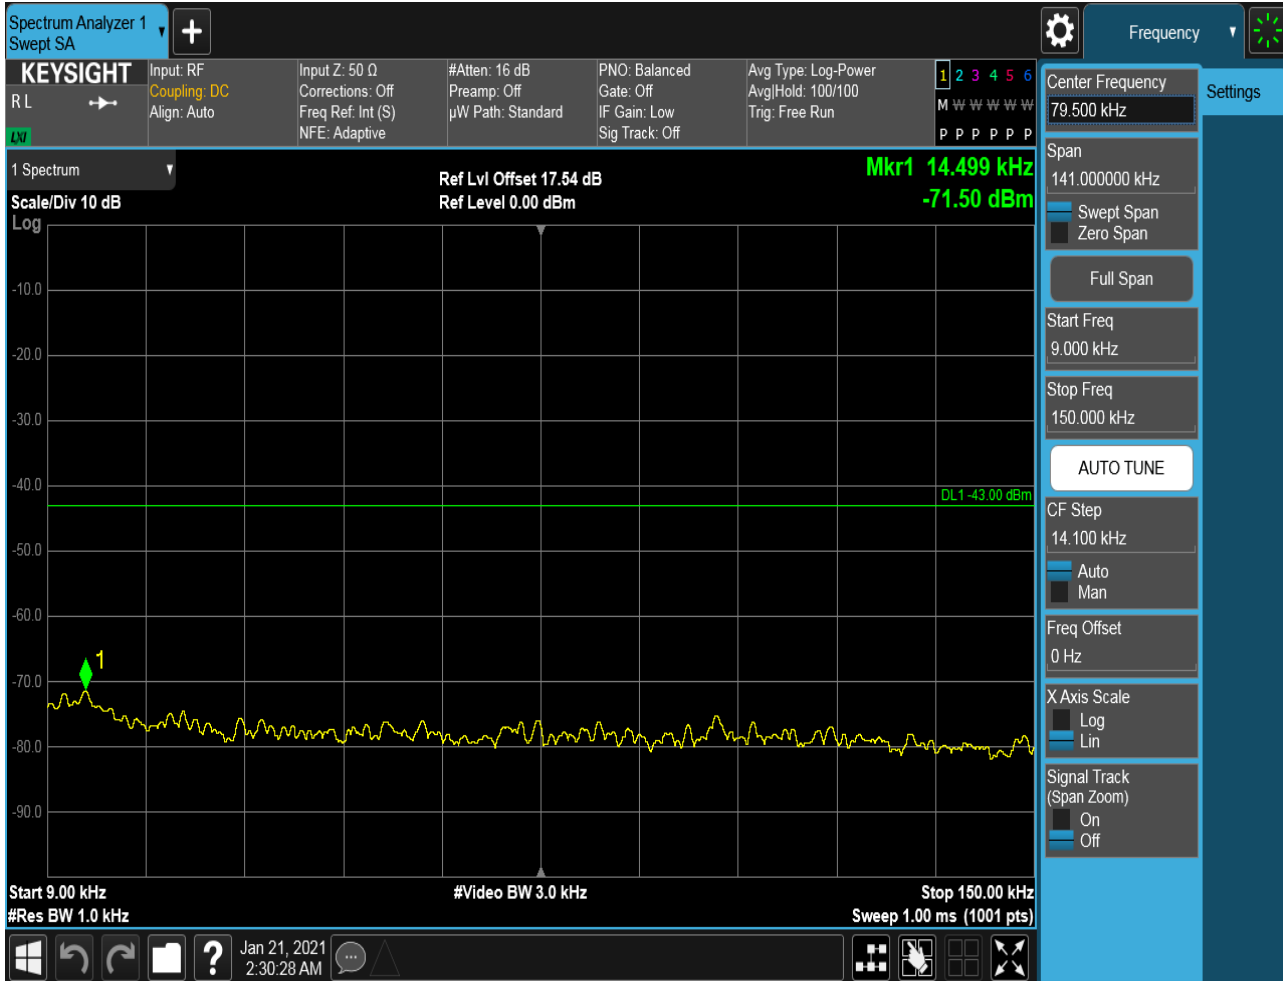 Spectrum Analyzer 1
Swept SA
+
Frequency
KEYSIGHT
R L
LXI
Input: RF
Coupling: DC
Align: Auto
Input Z: 50 Ω
Corrections: Off
Freq Ref: Int (S)
NFE: Adaptive
#Atten: 16 dB
Preamp: Off
µW Path: Standard
PNO: Balanced
Gate: Off
IF Gain: Low
Sig Track: Off
Avg Type: Log-Power
Avg|Hold: 100/100
Trig: Free Run
1 2 3 4 5 6
M W W W W W
P P P P P P
1 Spectrum
Scale/Div 10 dB
Log
Ref Lvl Offset 17.54 dB
Ref Level 0.00 dBm
Mkr1 14.499 kHz
-71.50 dBm
-10.0
-20.0
-30.0
-40.0
DL1 -43.00 dBm
-50.0
-60.0
1
-70.0
-80.0
-90.0
Start 9.00 kHz
#Video BW 3.0 kHz
Stop 150.00 kHz
#Res BW 1.0 kHz
Sweep 1.00 ms (1001 pts)
?
Jan 21, 2021
2:30:28 AM
Center Frequency
79.500 kHz
Settings
Span
141.000000 kHz
Swept Span
Zero Span
Full Span
Start Freq
9.000 kHz
Stop Freq
150.000 kHz
AUTO TUNE
CF Step
14.100 kHz
Auto
Man
Freq Offset
0 Hz
X Axis Scale
Log
Lin
Signal Track
(Span Zoom)
On
Off